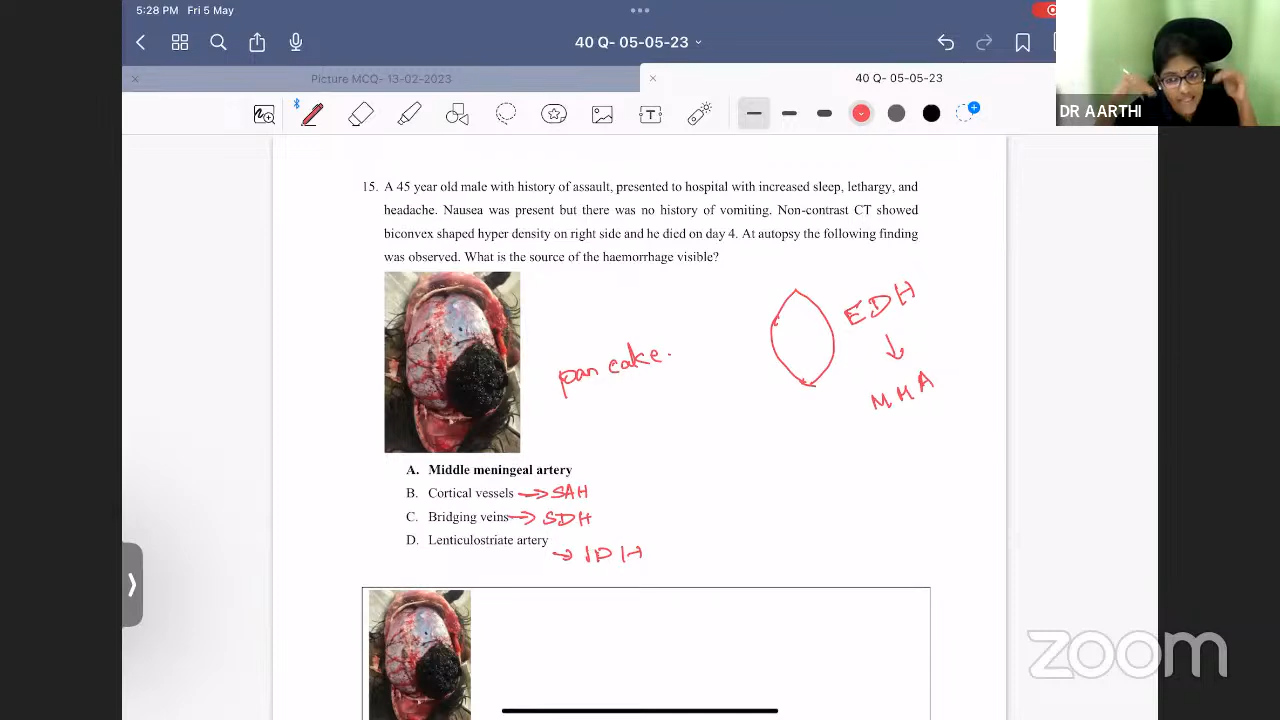 5:28 PM Fri 5 May
40 Q- 05-05-23
Picture MCQ- 13-02-2023
40 Q- 05-05-23
DR AARTHI
15. A 45 year old male with history of assault, presented to hospital with increased sleep, lethargy, and
headache. Nausea was present but there was no history of vomiting. Non-contrast CT showed
biconvex shaped hyper density on right side and he died on day 4. At autopsy the following finding
was observed. What is the source of the haemorrhage visible?
EDH
pan cake.
MMA
A. Middle meningeal artery
B. Cortical vessels → SAH
C. Bridging veins → SDH
D. Lenticulostriate artery
→ IPH
zoom